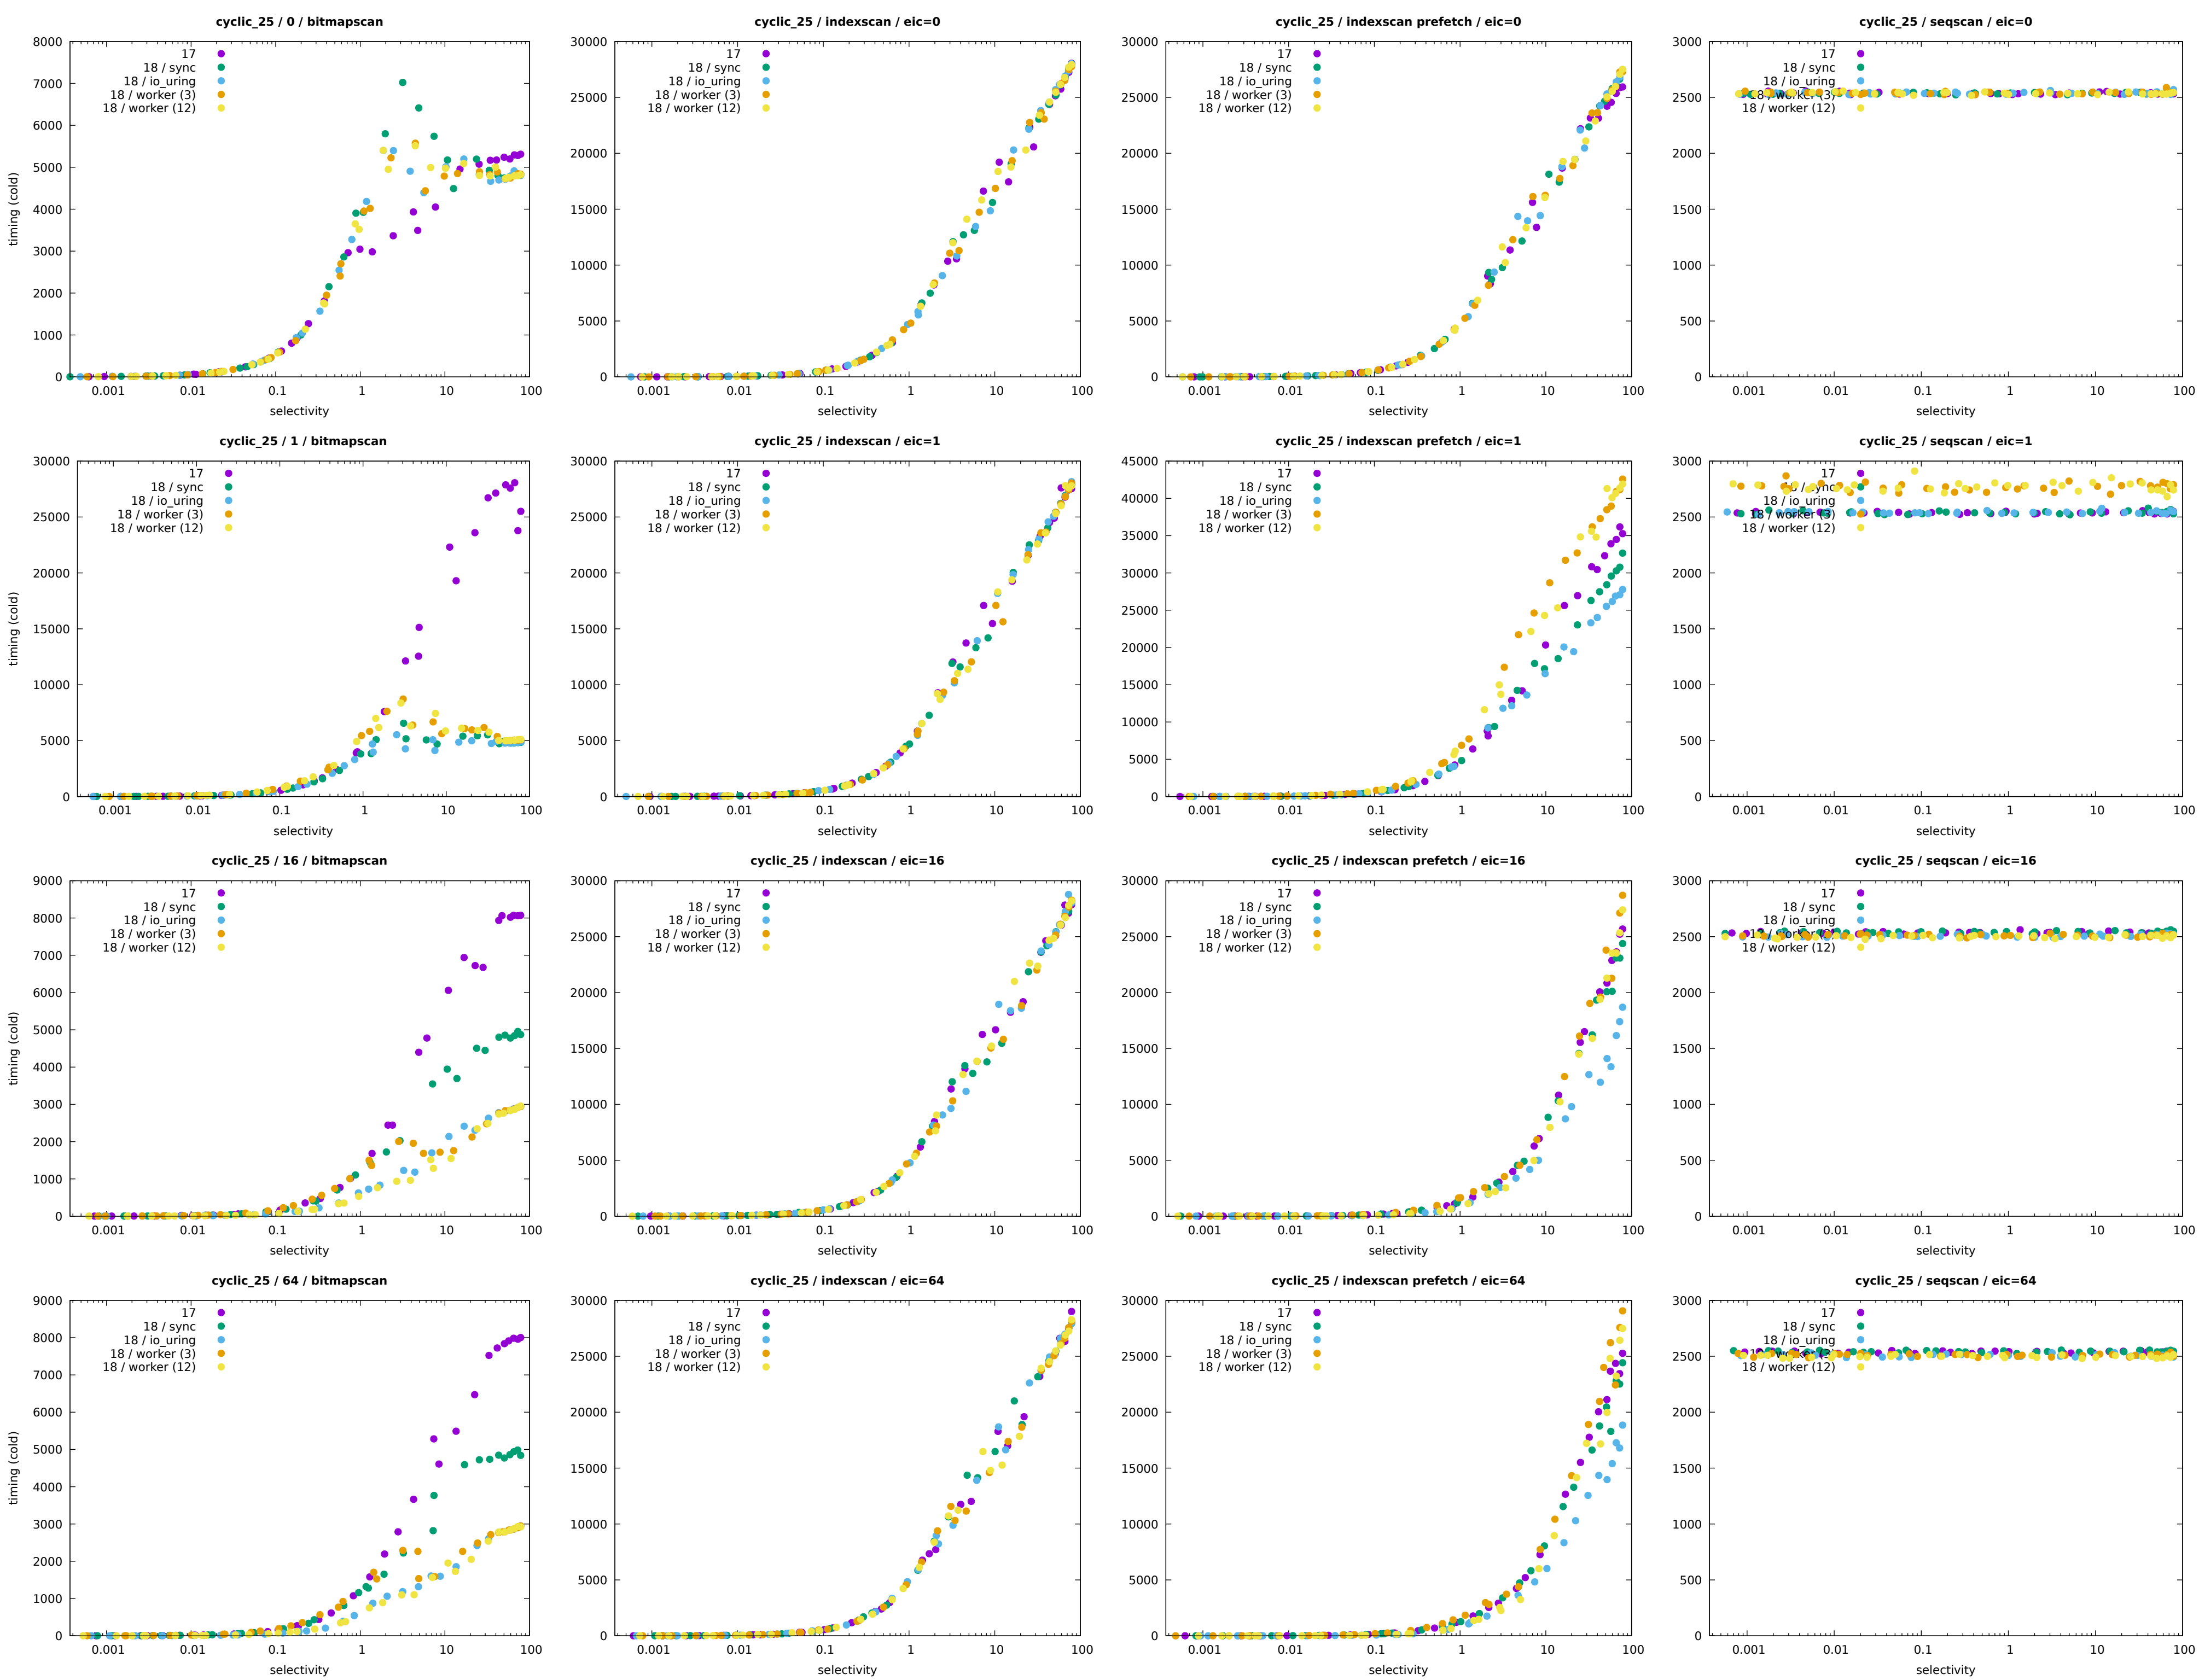 cyclic_25 / 0 / bitmapscan
17
18 / sync
18 / io_uring
18 / worker (3)
18 / worker (12)
8000
7000
6000
5000
4000
3000
2000
1000
0
timing (cold)
0.001 0.01 0.1 1 10 100
selectivity
cyclic_25 / indexscan / eic=0
17
18 / sync
18 / io_uring
18 / worker (3)
18 / worker (12)
30000
25000
20000
15000
10000
5000
0
0.001 0.01 0.1 1 10 100
selectivity
cyclic_25 / indexscan prefetch / eic=0
17
18 / sync
18 / io_uring
18 / worker (3)
18 / worker (12)
30000
25000
20000
15000
10000
5000
0
0.001 0.01 0.1 1 10 100
selectivity
cyclic_25 / seqscan / eic=0
17
18 / sync
18 / io_uring
18 / worker (3)
18 / worker (12)
3000
2500
2000
1500
1000
500
0
0.001 0.01 0.1 1 10 100
selectivity
cyclic_25 / 1 / bitmapscan
17
18 / sync
18 / io_uring
18 / worker (3)
18 / worker (12)
30000
25000
20000
15000
10000
5000
0
timing (cold)
0.001 0.01 0.1 1 10 100
selectivity
cyclic_25 / indexscan / eic=1
17
18 / sync
18 / io_uring
18 / worker (3)
18 / worker (12)
30000
25000
20000
15000
10000
5000
0
0.001 0.01 0.1 1 10 100
selectivity
cyclic_25 / indexscan prefetch / eic=1
17
18 / sync
18 / io_uring
18 / worker (3)
18 / worker (12)
45000
40000
35000
30000
25000
20000
15000
10000
5000
0
0.001 0.01 0.1 1 10 100
selectivity
cyclic_25 / seqscan / eic=1
17
18 / sync
18 / io_uring
18 / worker (3)
18 / worker (12)
3000
2500
2000
1500
1000
500
0
0.001 0.01 0.1 1 10 100
selectivity
cyclic_25 / 16 / bitmapscan
17
18 / sync
18 / io_uring
18 / worker (3)
18 / worker (12)
9000
8000
7000
6000
5000
4000
3000
2000
1000
0
timing (cold)
0.001 0.01 0.1 1 10 100
selectivity
cyclic_25 / indexscan / eic=16
17
18 / sync
18 / io_uring
18 / worker (3)
18 / worker (12)
30000
25000
20000
15000
10000
5000
0
0.001 0.01 0.1 1 10 100
selectivity
cyclic_25 / indexscan prefetch / eic=16
17
18 / sync
18 / io_uring
18 / worker (3)
18 / worker (12)
30000
25000
20000
15000
10000
5000
0
0.001 0.01 0.1 1 10 100
selectivity
cyclic_25 / seqscan / eic=16
17
18 / sync
18 / io_uring
18 / worker (12)
3000
2500
2000
1500
1000
500
0
0.001 0.01 0.1 1 10 100
selectivity
cyclic_25 / 64 / bitmapscan
17
18 / sync
18 / io_uring
18 / worker (3)
18 / worker (12)
9000
8000
7000
6000
5000
4000
3000
2000
1000
0
timing (cold)
0.001 0.01 0.1 1 10 100
selectivity
cyclic_25 / indexscan / eic=64
17
18 / sync
18 / io_uring
18 / worker (3)
18 / worker (12)
30000
25000
20000
15000
10000
5000
0
0.001 0.01 0.1 1 10 100
selectivity
cyclic_25 / indexscan prefetch / eic=64
17
18 / sync
18 / io_uring
18 / worker (3)
18 / worker (12)
30000
25000
20000
15000
10000
5000
0
0.001 0.01 0.1 1 10 100
selectivity
cyclic_25 / seqscan / eic=64
17
18 / sync
18 / io_uring
18 / worker (12)
3000
2500
2000
1500
1000
500
0
0.001 0.01 0.1 1 10 100
selectivity